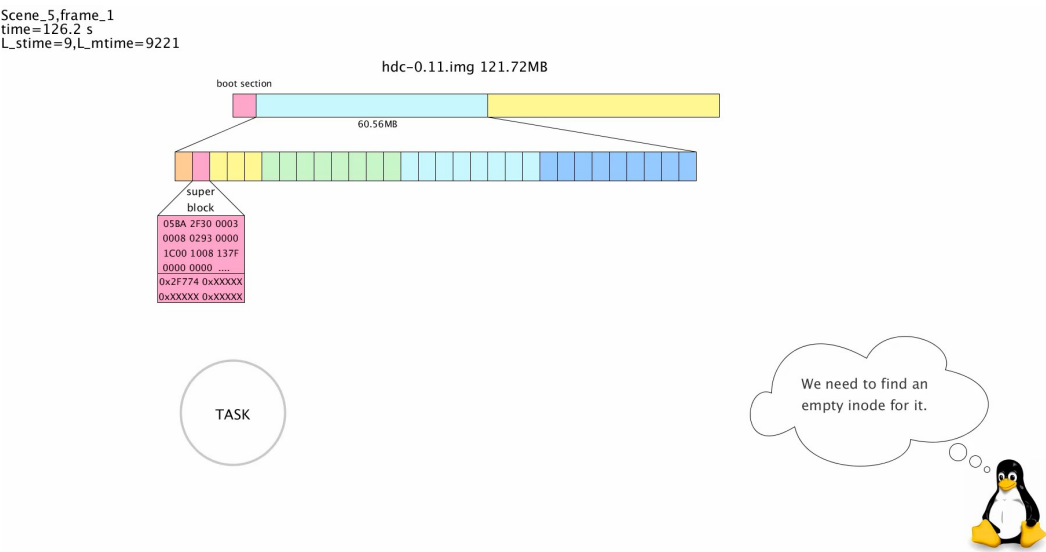 Scene_5,frame_1
time=126.2 s
L_stime=9,L_mtime=9221
hdc-0.11.img 121.72MB
boot section
60.56MB
super
block
05BA 2F30 0003
0008 0293 0000
1C00 1008 137F
0000 0000 ....
0x2F774 0xXXXXX
0xXXXXX 0xXXXXX
TASK
We need to find an
empty inode for it.